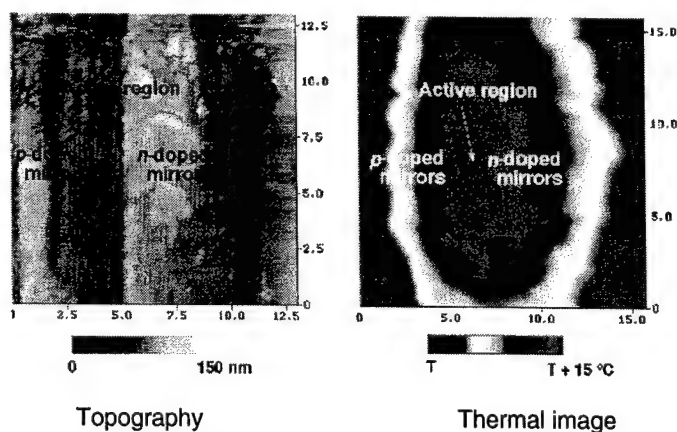 12.5
10.0
7.5
5.0
2.5
0
region
mirrors
n-doped
mirrors
1 2.5 5.0 7.5 10.0 12.5
0 150 nm
Topography
15.0
10.0
5.0
0
Active region
p-doped
mirrors
n-doped
mirrors
0 5.0 10.0 15.0
T T + 15 °C
Thermal image